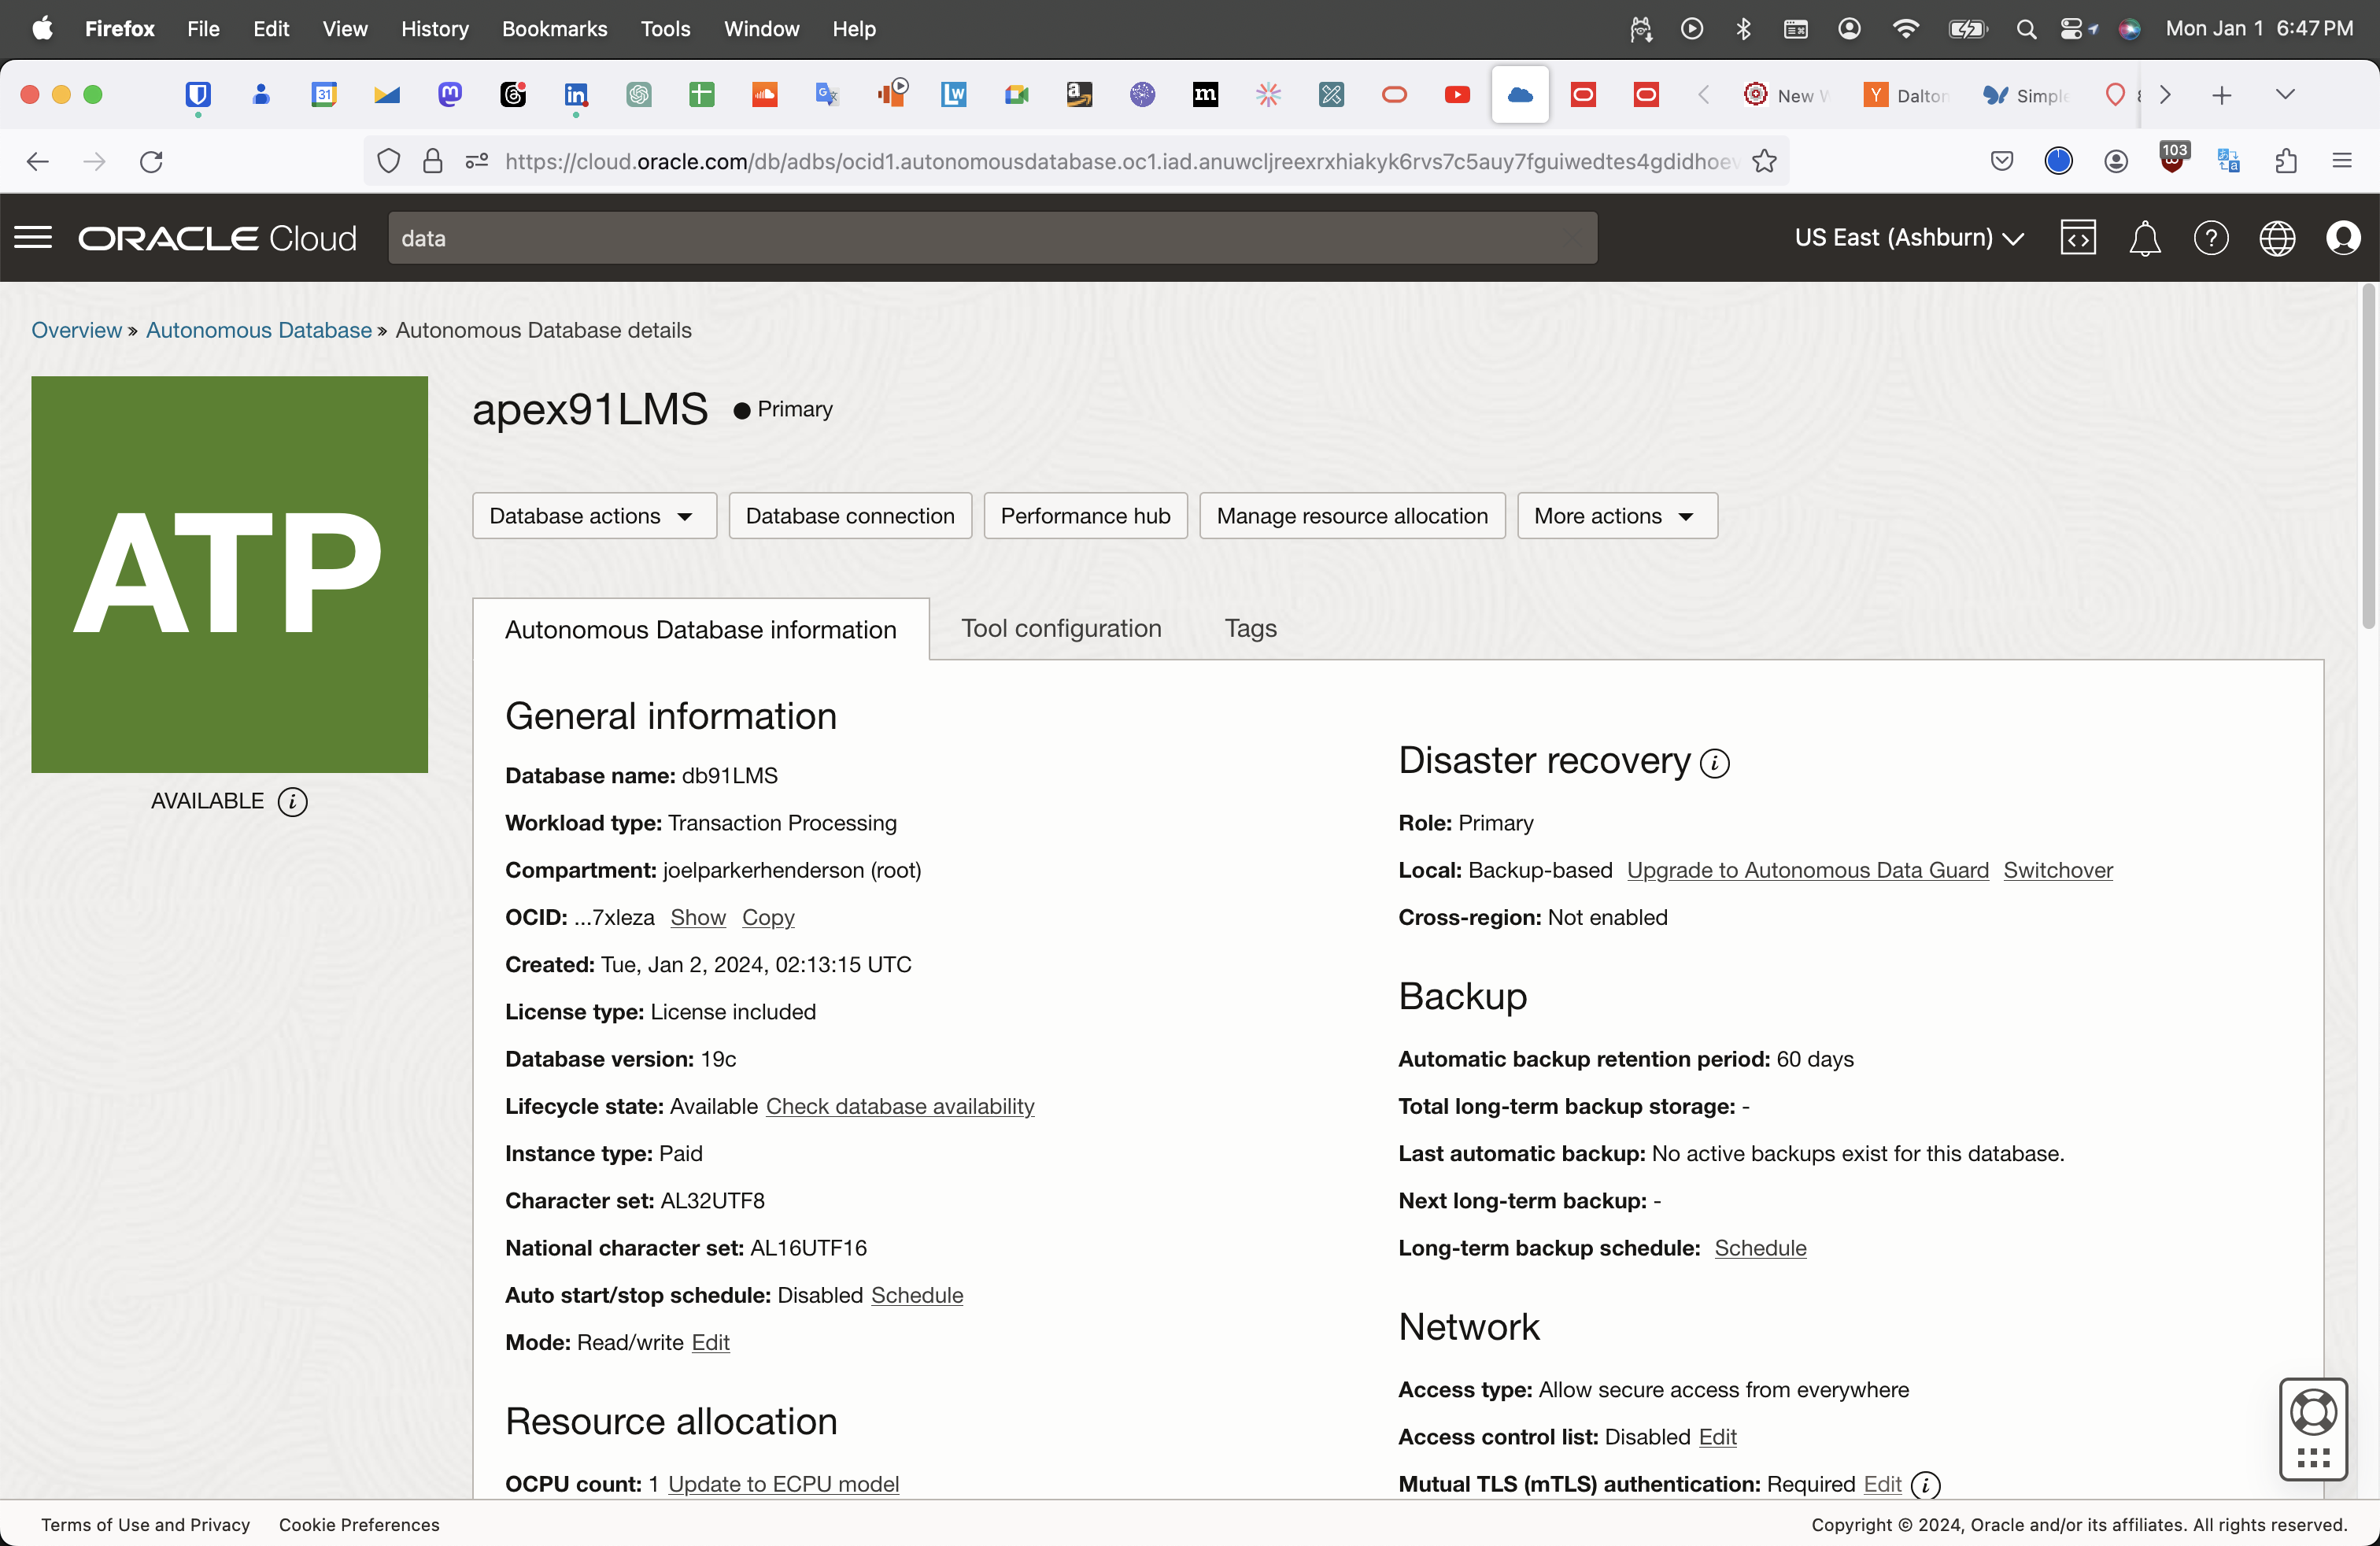 Firefox File Edit View History Bookmarks Tools Window Help Mon Jan 1 6:47 PM
31 New Dalton Simple
https://cloud.oracle.com/db/adbs/ocid1.autonomousdatabase.oc1.iad.anuwcljreexrxhiakyk6rvs7c5auy7fguiwedtes4gdidhoev 103
ORACLE Cloud data US East (Ashburn)
Overview » Autonomous Database » Autonomous Database details
ATP
AVAILABLE
apex91LMS Primary
Database actions Database connection Performance hub Manage resource allocation More actions
Autonomous Database information Tool configuration Tags
General information
Database name: db91LMS
Workload type: Transaction Processing
Compartment: joelparkerhenderson (root)
OCID: ...7xleza Show Copy
Created: Tue, Jan 2, 2024, 02:13:15 UTC
License type: License included
Database version: 19c
Lifecycle state: Available Check database availability
Instance type: Paid
Character set: AL32UTF8
National character set: AL16UTF16
Auto start/stop schedule: Disabled Schedule
Mode: Read/write Edit
Resource allocation
OCPU count: 1 Update to ECPU model
Disaster recovery
Role: Primary
Local: Backup-based Upgrade to Autonomous Data Guard Switchover
Cross-region: Not enabled
Backup
Automatic backup retention period: 60 days
Total long-term backup storage: -
Last automatic backup: No active backups exist for this database.
Next long-term backup: -
Long-term backup schedule: Schedule
Network
Access type: Allow secure access from everywhere
Access control list: Disabled Edit
Mutual TLS (mTLS) authentication: Required Edit
Terms of Use and Privacy Cookie Preferences Copyright © 2024, Oracle and/or its affiliates. All rights reserved.